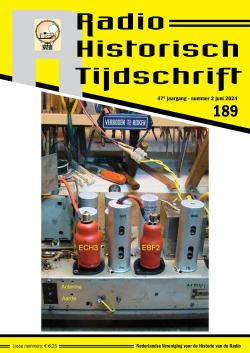 Radio
Historisch
Tijdschrift
47e jaargang - nummer 2 juni 2024
189
VERBODEN TE ROKEN
ECH3
EBF2
Antenne
Aarde
Losse nummers: € 6,25
Nederlandse Vereniging voor de Historie van de Radio